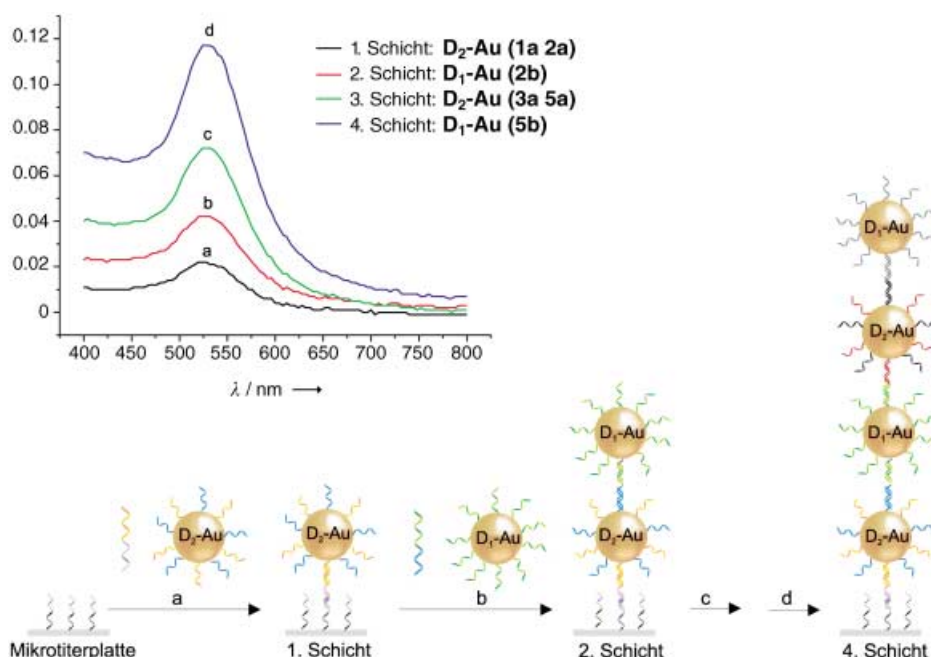 0.12
0.10
0.08
0.06
0.04
0.02
0
400 450 500 550 600 650 700 750 800
λ / nm →
d
c
b
a
1. Schicht: D₂-Au (1a 2a)
2. Schicht: D₁-Au (2b)
3. Schicht: D₂-Au (3a 5a)
4. Schicht: D₁-Au (5b)
D₁-Au
D₂-Au
D₁-Au
D₂-Au
D₁-Au
D₂-Au
D₂-Au
D₂-Au
D₁-Au
a
b
c
d
Mikrotiterplatte
1. Schicht
2. Schicht
4. Schicht